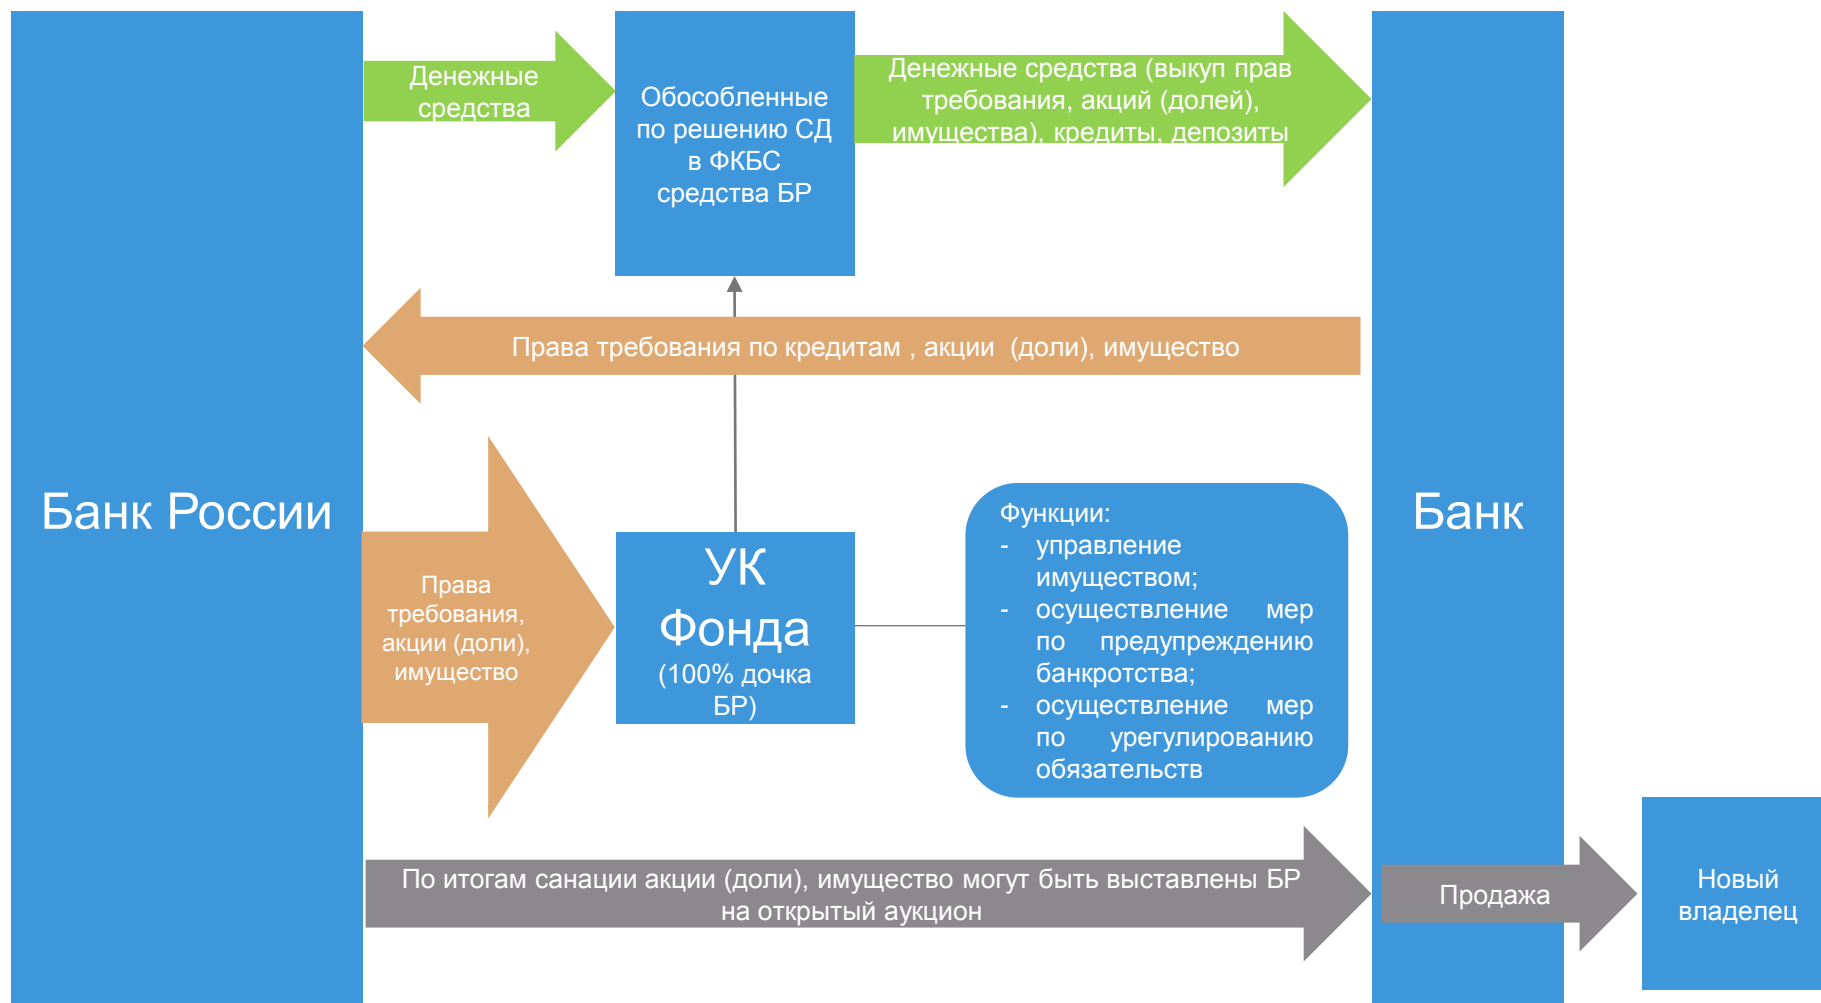 Банк России
Денежные
средства
Обособленные
по решению СД
в ФКБС
средства БР
Денежные средства (выкуп прав
требования, акций (долей),
имущества), кредиты, депозиты
Права требования по кредитам , акции (доли), имущество
Права
требования,
акции (доли),
имущество
УК
Фонда
(100% дочка
БР)
Функции:
- управление
имуществом;
- осуществление мер
по предупреждению
банкротства;
- осуществление мер
по урегулированию
обязательств
Банк
По итогам санации акции (доли), имущество могут быть выставлены БР
на открытый аукцион
Продажа
Новый
владелец